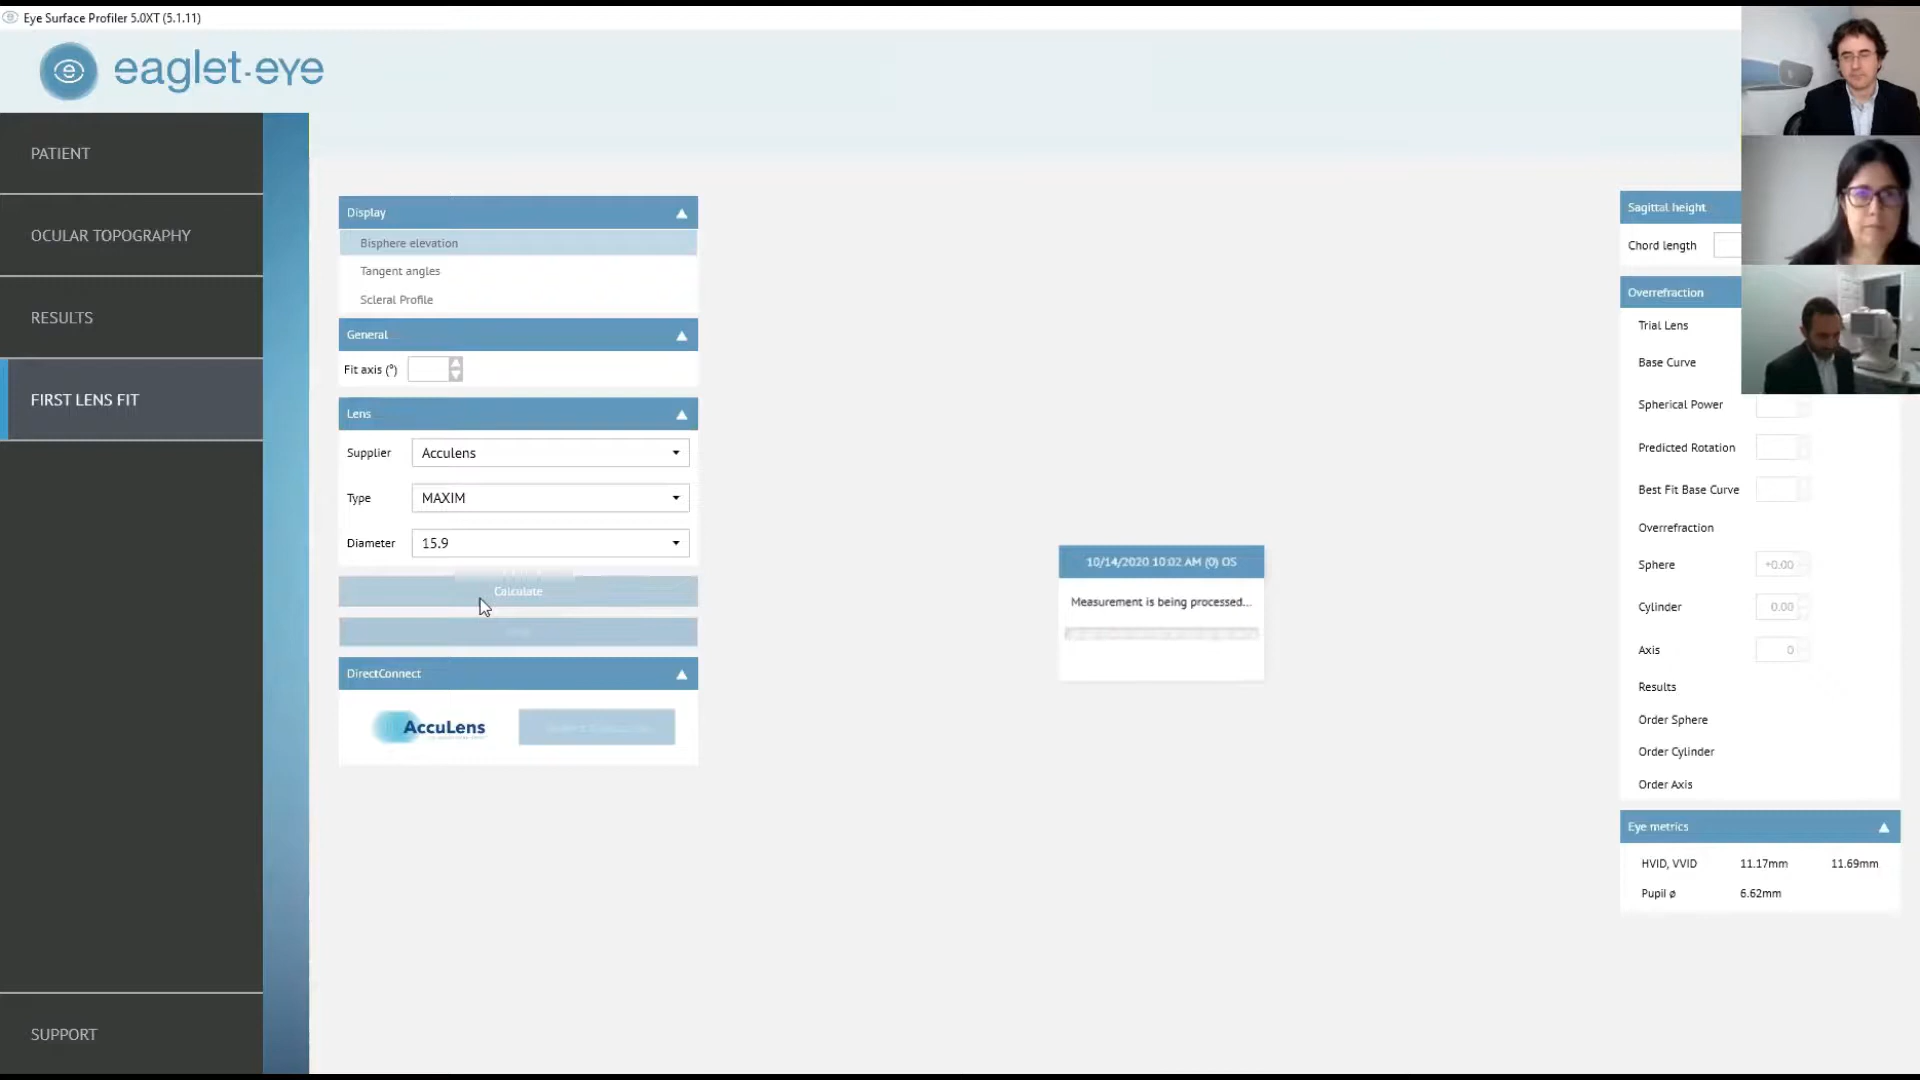 Eye Surface Profiler 5.0XT (5.1.11)
eaglet-eye
PATIENT
OCULAR TOPOGRAPHY
RESULTS
FIRST LENS FIT
SUPPORT
Display
Bisphere elevation
Tangent angles
Scleral Profile
General
Fit axis (°)
Lens
Supplier Acculens
Type MAXIM
Diameter 15.9
Calculate
DirectConnect
AccuLens
10/14/2020 10:02 AM (0) OS
Measurement is being processed...
Sagittal height
Chord length
Overrefraction
Trial Lens
Base Curve
Spherical Power
Predicted Rotation
Best Fit Base Curve
Overrefraction
Sphere +0.00
Cylinder 0.00
Axis 0
Results
Order Sphere
Order Cylinder
Order Axis
Eye metrics
HVID, VVID 11.17mm 11.69mm
Pupil ø 6.62mm